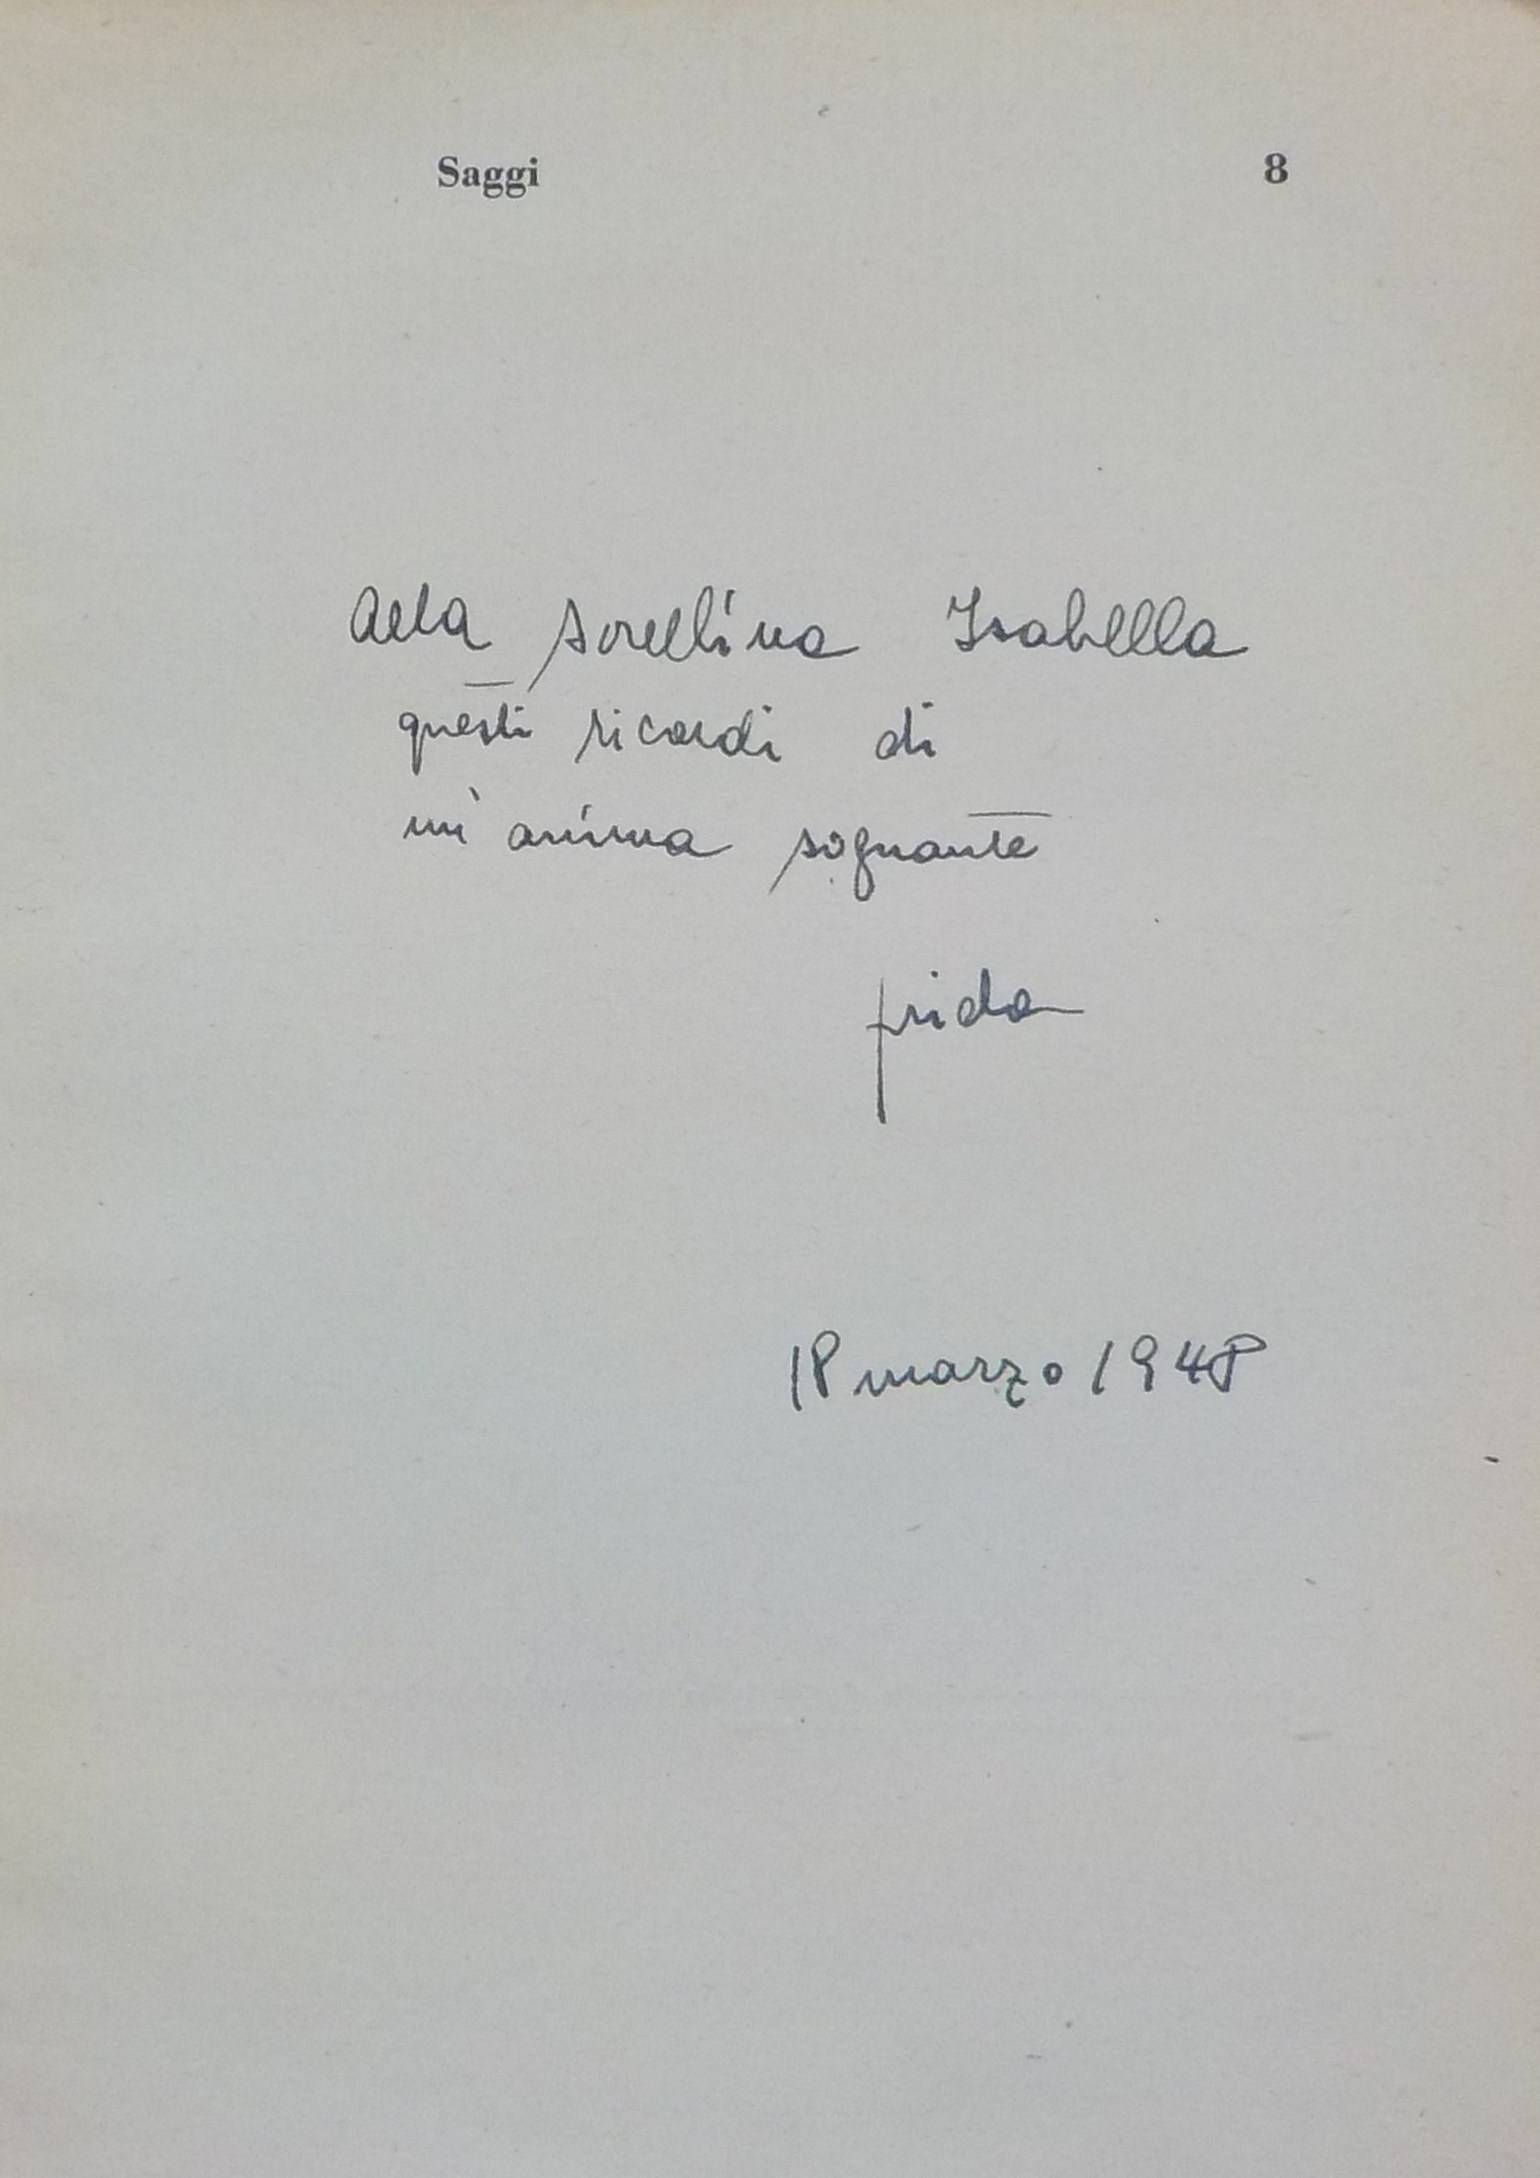 Saggi 8
alla sorellina Isabella
questi ricordi di
un'anima sognante
frida
18 marzo 1948